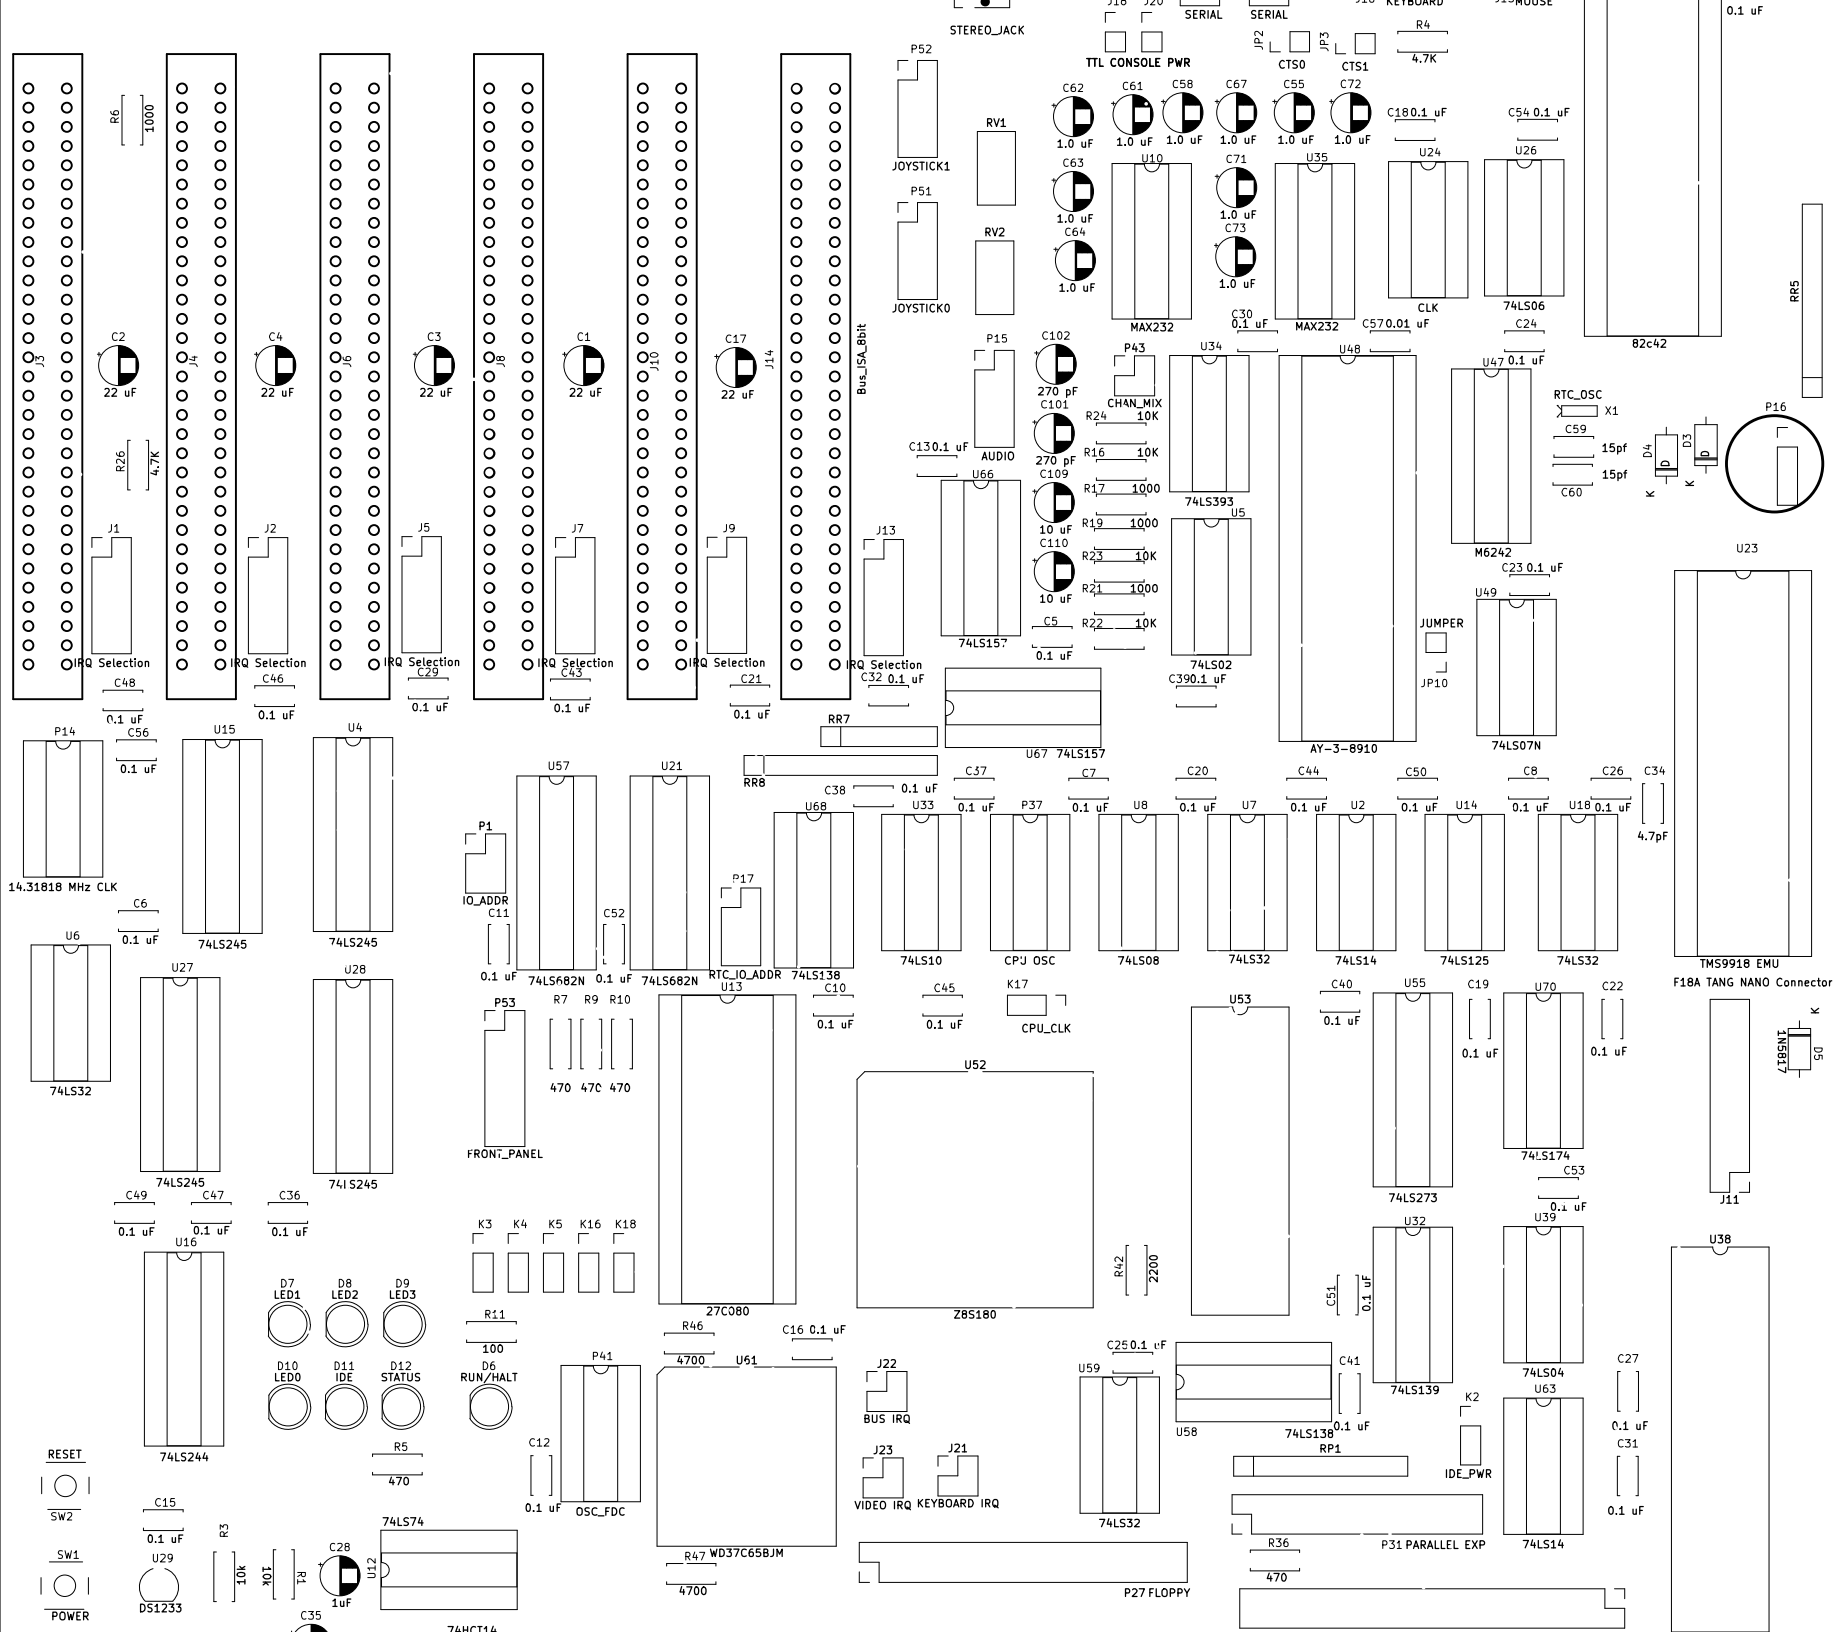 J18
J20
SERIAL
SERIAL
KEYBOARD
MOUSE
0.1 uF
STEREO_JACK
JP2
JP3
R4
4.7K
TTL CONSOLE PWR
CTS0
CTS1
P52
JOYSTICK1
P51
JOYSTICK0
RV1
RV2
C62
1.0 uF
C61
1.0 uF
C58
1.0 uF
C67
1.0 uF
C55
1.0 uF
C72
1.0 uF
C18 0.1 uF
C54 0.1 uF
C63
1.0 uF
C64
1.0 uF
C71
1.0 uF
C73
1.0 uF
U10
MAX232
U35
MAX232
U24
CLK
U26
74LS06
82c42
RR5
R6
1000
J3
J4
J6
J8
J10
J14
Bus_ISA_8bit
C2
22 uF
C4
22 uF
C3
22 uF
C1
22 uF
C17
22 uF
R26
4.7K
P15
AUDIO
C102
270 pF
C101
270 pF
C109
10 uF
C110
10 uF
P43
CHAN_MIX
C30
0.1 uF
C57 0.01 uF
C24
0.1 uF
R24 10K
R16 10K
R17 1000
R19 1000
R23 10K
R21 1000
R22 10K
U34
74LS393
U5
74LS02
U48
AY-3-8910
U47
M6242
RTC_OSC
X1
C59
15pf
15pf
C60
D4
D
K
D3
D
K
P16
C13 0.1 uF
U66
74LS157
C5
0.1 uF
C23 0.1 uF
U49
74LS07N
JUMPER
JP10
U23
TMS9918 EMU
J1
IRQ Selection
J2
IRQ Selection
J5
IRQ Selection
J7
IRQ Selection
J9
IRQ Selection
J13
IRQ Selection
C48
0.1 uF
C46
0.1 uF
C29
0.1 uF
C43
0.1 uF
C21
0.1 uF
C32 0.1 uF
C39 0.1 uF
U67 74LS157
RR7
RR8
P14
14.31818 MHz CLK
C56
0.1 uF
U15
74LS245
U4
74LS245
U57
74LS682N
U21
74LS682N
C38
0.1 uF
U68
74LS138
C37
0.1 uF
C7
0.1 uF
C20
0.1 uF
C44
0.1 uF
C50
0.1 uF
C8
0.1 uF
C26
0.1 uF
C34
4.7pF
U33
74LS10
P37
CPU OSC
U8
74LS08
U7
74LS32
U2
74LS14
U14
74LS125
U18
74LS32
P1
IO_ADDR
P17
RTC_IO_ADDR
C11
0.1 uF
C52
0.1 uF
C6
0.1 uF
U6
74LS32
U27
74LS245
U28
74LS245
P53
FRONT_PANEL
R7
470
R9
470
R10
470
U13
27C080
C10
0.1 uF
C45
0.1 uF
K17
CPU_CLK
U53
C40
0.1 uF
U55
74LS273
C19
0.1 uF
U70
74LS174
C22
0.1 uF
F18A TANG NANO Connector
J11
K
D5
1N5817
U52
Z8S180
C53
0.1 uF
C49
0.1 uF
C47
0.1 uF
C36
0.1 uF
U16
74LS244
K3
K4
K5
K16
K18
R42
2200
C51
0.1 uF
U32
74LS139
U39
74LS04
U38
D7
LED1
D8
LED2
D9
LED3
R11
100
D10
LED0
D11
IDE
D12
STATUS
D6
RUN/HALT
R46
4700
C16 0.1 uF
U61
WD37C65BJM
P41
OSC_FDC
J22
BUS IRQ
J23
VIDEO IRQ
J21
KEYBOARD IRQ
C25 0.1 uF
U59
74LS32
U58
74LS138
C41
0.1 uF
K2
IDE_PWR
U63
74LS14
C27
0.1 uF
C31
0.1 uF
RP1
P31 PARALLEL EXP
R36
470
P27 FLOPPY
R47
4700
R5
470
C12
0.1 uF
RESET
SW2
SW1
POWER
C15
0.1 uF
U29
DS1233
R3
10k
R1
10k
C28
1uF
C35
U12
74LS74
74HCT14